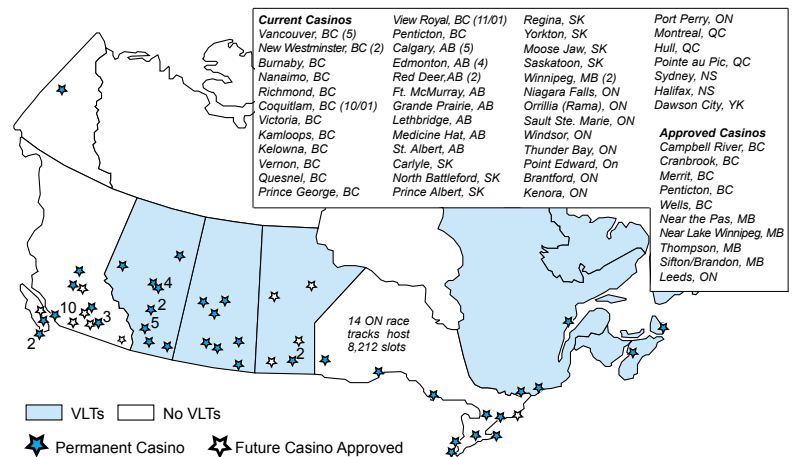 Current Casinos
Vancouver, BC (5)
New Westminster, BC (2)
Burnaby, BC
Nanaimo, BC
Richmond, BC
Coquitlam, BC (10/01)
Victoria, BC
Kamloops, BC
Kelowna, BC
Vernon, BC
Quesnel, BC
Prince George, BC
View Royal, BC (11/01)
Penticton, BC
Calgary, AB (5)
Edmonton, AB (4)
Red Deer,AB (2)
Ft. McMurray, AB
Grande Prairie, AB
Lethbridge, AB
Medicine Hat, AB
St. Albert, AB
Carlyle, SK
North Battleford, SK
Prince Albert, SK
Regina, SK
Yorkton, SK
Moose Jaw, SK
Saskatoon, SK
Winnipeg, MB (2)
Niagara Falls, ON
Orrillia (Rama), ON
Sault Ste. Marie, ON
Windsor, ON
Thunder Bay, ON
Point Edward, On
Brantford, ON
Kenora, ON
Port Perry, ON
Montreal, QC
Hull, QC
Pointe au Pic, QC
Sydney, NS
Halifax, NS
Dawson City, YK
Approved Casinos
Campbell River, BC
Cranbrook, BC
Merrit, BC
Penticton, BC
Wells, BC
Near the Pas, MB
Near Lake Winnipeg, MB
Thompson, MB
Sifton/Brandon, MB
Leeds, ON
4
10
2
3
5
2
2
14 ON race
tracks host
8,212 slots
VLTs
No VLTs
Permanent Casino
Future Casino Approved